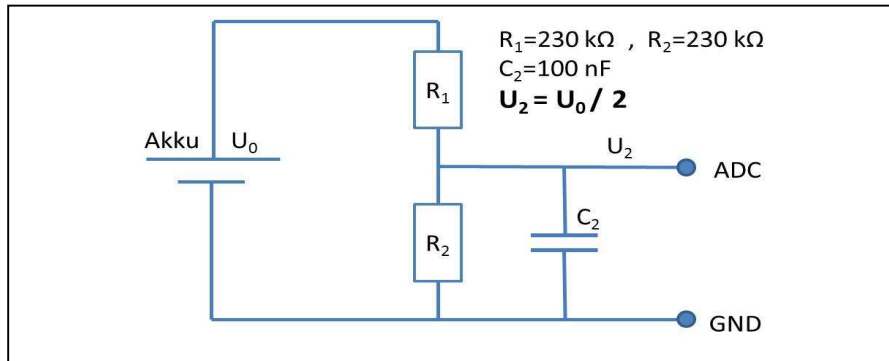 R₁=230 kΩ , R₂=230 kΩ
C₂=100 nF
U₂ = U₀ / 2
R₁
Akku U₀
U₂
ADC
R₂
C₂
GND